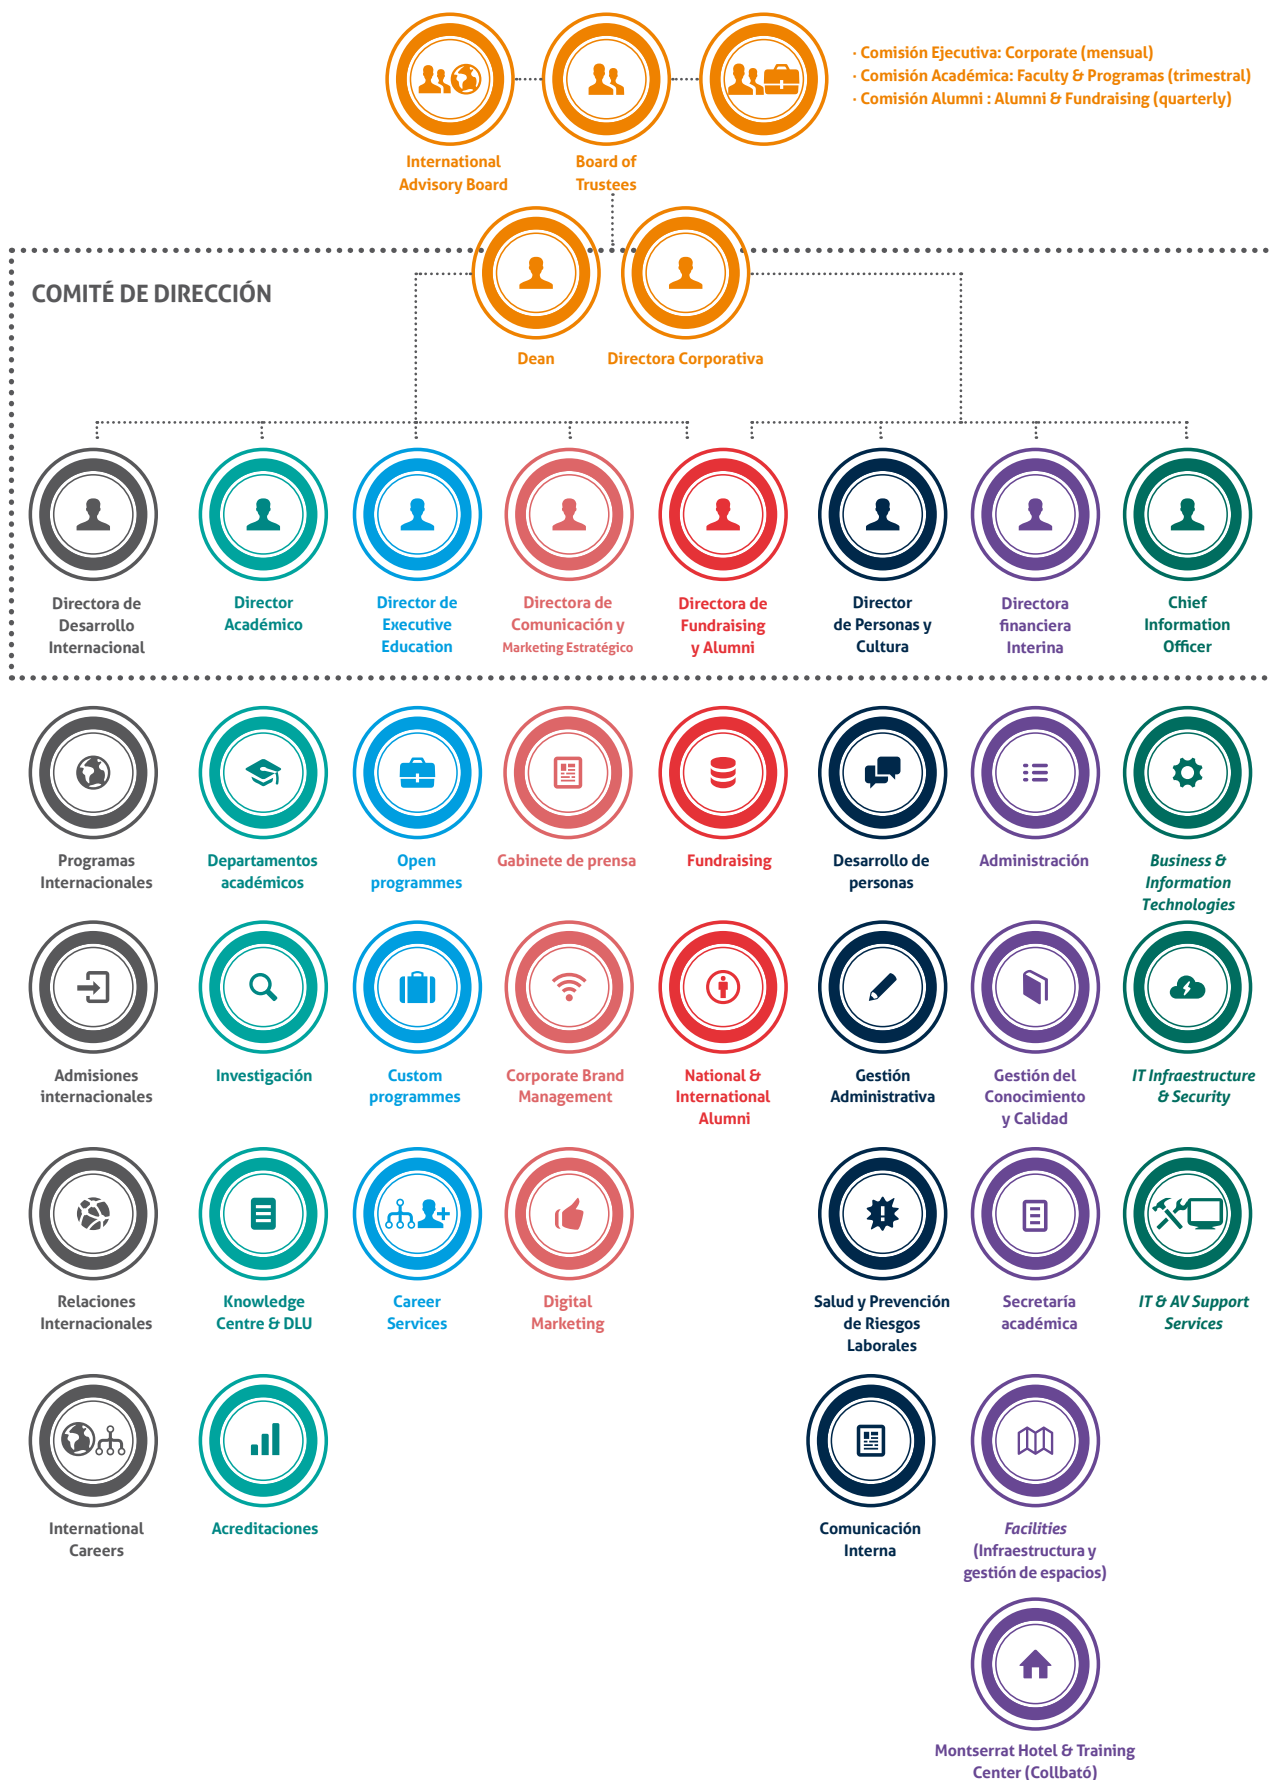 · Comisión Ejecutiva: Corporate (mensual)
· Comisión Académica: Faculty & Programas (trimestral)
· Comisión Alumni : Alumni & Fundraising (quarterly)
International
Advisory Board
Board of
Trustees
COMITÉ DE DIRECCIÓN
Dean
Directora Corporativa
Directora de
Desarrollo
Internacional
Director
Académico
Director de
Executive
Education
Directora de
Comunicación y
Marketing Estratégico
Directora de
Fundraising
y Alumni
Director
de Personas y
Cultura
Directora
financiera
Interina
Chief
Information
Officer
Programas
Internacionales
Departamentos
académicos
Open
programmes
Gabinete de prensa
Fundraising
Desarrollo de
personas
Administración
Business &
Information
Technologies
Admisiones
internacionales
Investigación
Custom
programmes
Corporate Brand
Management
National &
International
Alumni
Gestión
Administrativa
Gestión del
Conocimiento
y Calidad
IT Infraestructure
& Security
Relaciones
Internacionales
Knowledge
Centre & DLU
Career
Services
Digital
Marketing
Salud y Prevención
de Riesgos
Laborales
Secretaría
académica
IT & AV Support
Services
International
Careers
Acreditaciones
Comunicación
Interna
Facilities
(Infraestructura y
gestión de espacios)
Montserrat Hotel & Training
Center (Collbató)